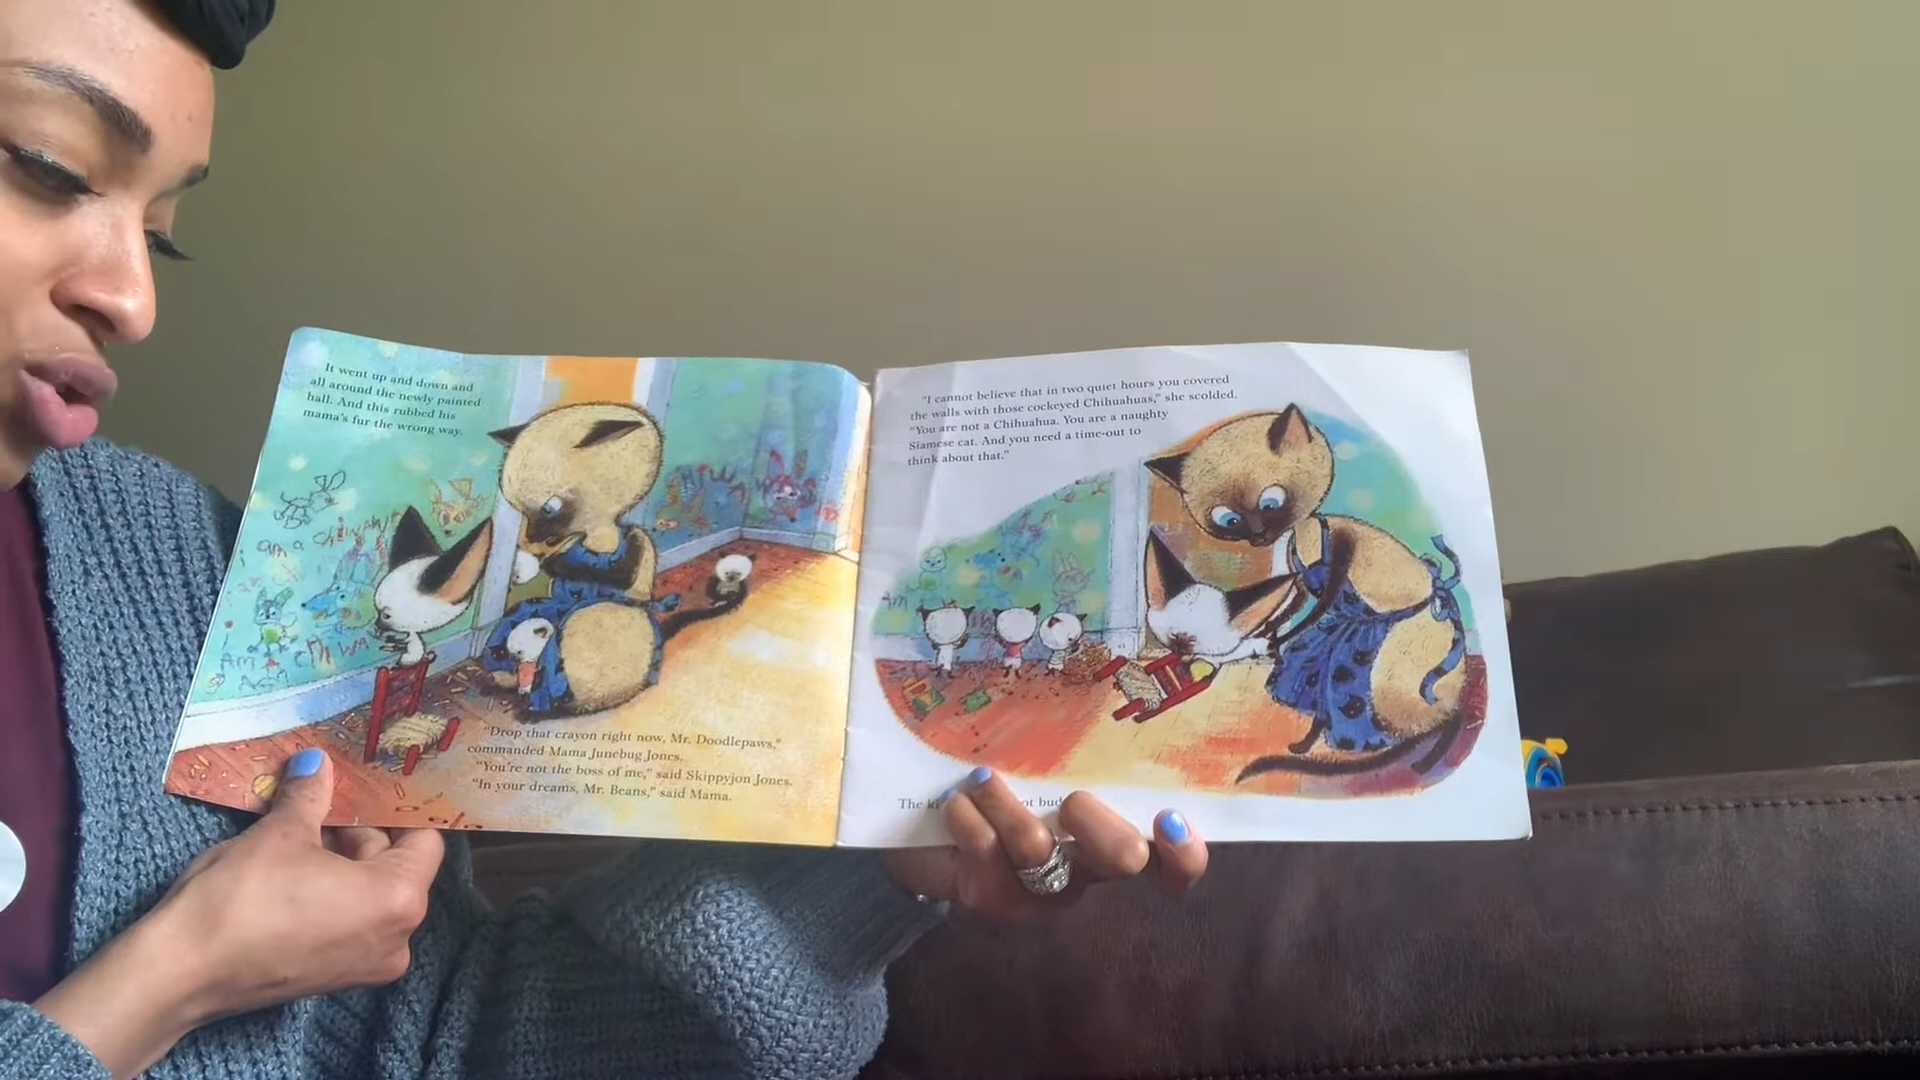 It went up and down and
all around the newly painted
hall. And this rubbed his
mama's fur the wrong way.
i am a chiwawa
Am a chiwa
"Drop that crayon right now, Mr. Doodlepaws,"
commanded Mama Junebug Jones.
"You're not the boss of me," said Skippyjon Jones.
"In your dreams, Mr. Beans," said Mama.
"I cannot believe that in two quiet hours you covered
the walls with those cockeyed Chihuahuas," she scolded.
"You are not a Chihuahua. You are a naughty
Siamese cat. And you need a time-out to
think about that."
Am
The